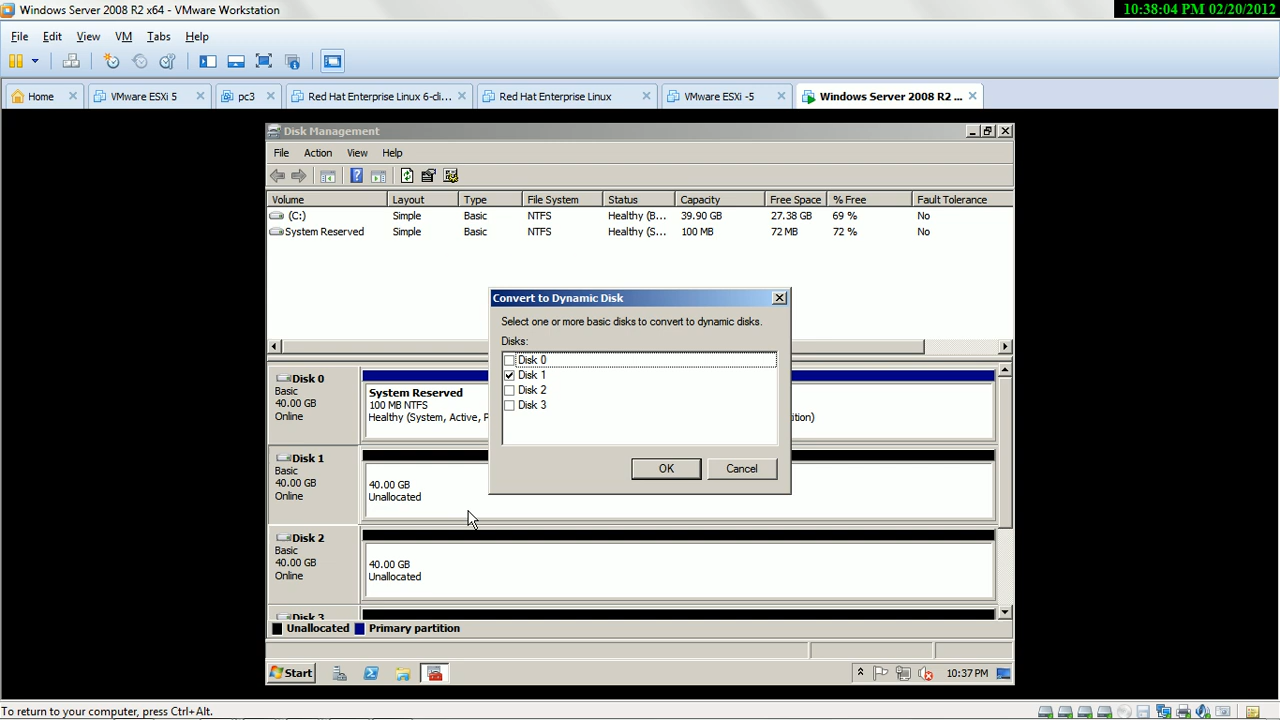 Windows Server 2008 R2 x64 - VMware Workstation
10:38:04 PM 02/20/2012
File Edit View VM Tabs Help
Home VMware ESXi 5 pc3 Red Hat Enterprise Linux 6-cli... Red Hat Enterprise Linux VMware ESXi -5 Windows Server 2008 R2 ...
Disk Management
File Action View Help
Volume Layout Type File System Status Capacity Free Space % Free Fault Tolerance
(C:) Simple Basic NTFS Healthy (B... 39.90 GB 27.38 GB 69 % No
System Reserved Simple Basic NTFS Healthy (S... 100 MB 72 MB 72 % No
Convert to Dynamic Disk
Select one or more basic disks to convert to dynamic disks.
Disks:
Disk 0
Disk 1
Disk 2
Disk 3
OK Cancel
Disk 0
Basic
40.00 GB
Online
System Reserved
100 MB NTFS
Healthy (System, Active, P
ition)
Disk 1
Basic
40.00 GB
Online
40.00 GB
Unallocated
Disk 2
Basic
40.00 GB
Online
40.00 GB
Unallocated
Disk 3
Unallocated Primary partition
Start
10:37 PM
To return to your computer, press Ctrl+Alt.